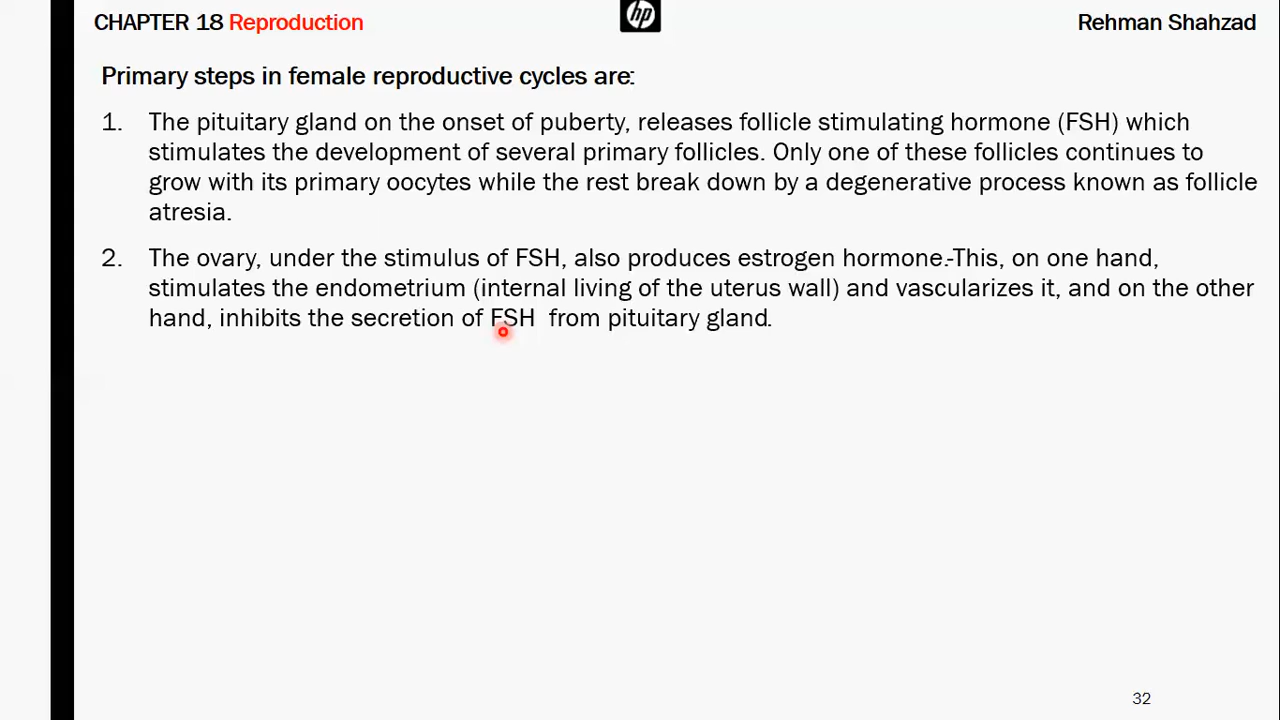 CHAPTER 18 Reproduction
hp
Rehman Shahzad
Primary steps in female reproductive cycles are:
1. The pituitary gland on the onset of puberty, releases follicle stimulating hormone (FSH) which
stimulates the development of several primary follicles. Only one of these follicles continues to
grow with its primary oocytes while the rest break down by a degenerative process known as follicle
atresia.
2. The ovary, under the stimulus of FSH, also produces estrogen hormone.-This, on one hand,
stimulates the endometrium (internal living of the uterus wall) and vascularizes it, and on the other
hand, inhibits the secretion of FSH from pituitary gland.
32